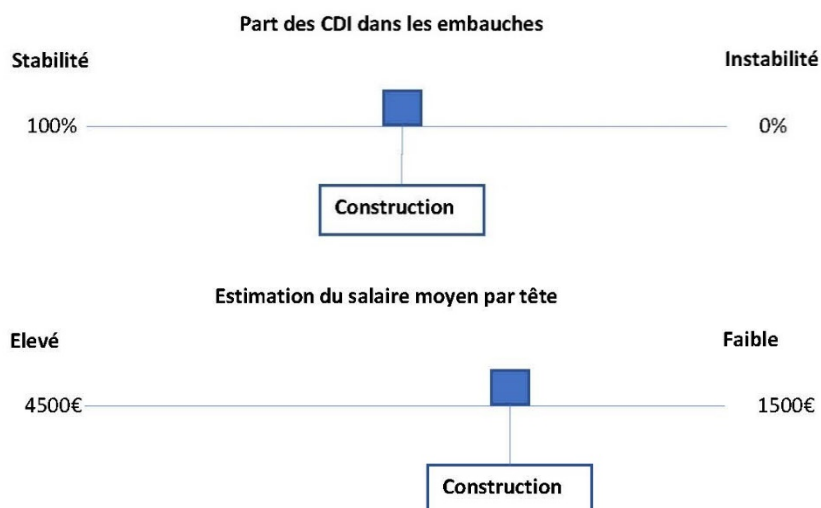 Part des CDI dans les embauches
Stabilité
Instabilité
100%
0%
Construction
Estimation du salaire moyen par tête
Elevé
Faible
4500€
1500€
Construction